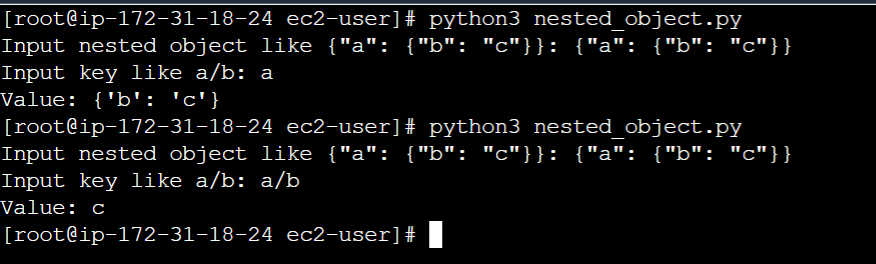 [root@ip-172-31-18-24 ec2-user]# python3 nested_object.py
Input nested object like {"a": {"b": "c"}}: {"a": {"b": "c"}}
Input key like a/b: a
Value: {'b': 'c'}
[root@ip-172-31-18-24 ec2-user]# python3 nested_object.py
Input nested object like {"a": {"b": "c"}}: {"a": {"b": "c"}}
Input key like a/b: a/b
Value: c
[root@ip-172-31-18-24 ec2-user]#